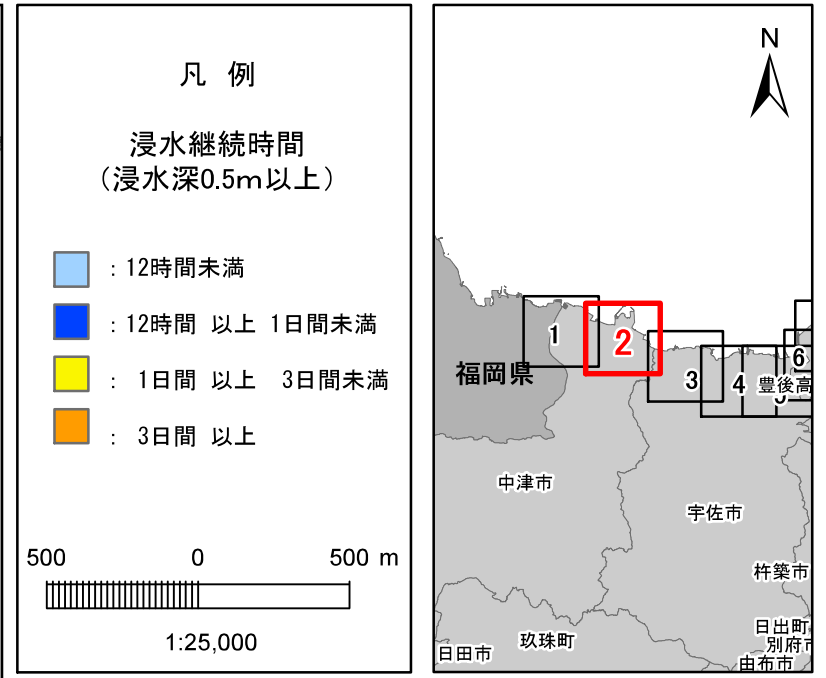 凡 例
浸水継続時間
（浸水深0.5m以上）
：12時間未満
：12時間 以上 1日間未満
： 1日間 以上 3日間未満
： 3日間 以上
500 0 500 m
1:25,000
N
1
2
3
4
6
福岡県
豊後高
中津市
宇佐市
杵築市
日出町
別府市
由布市
玖珠町
日田市